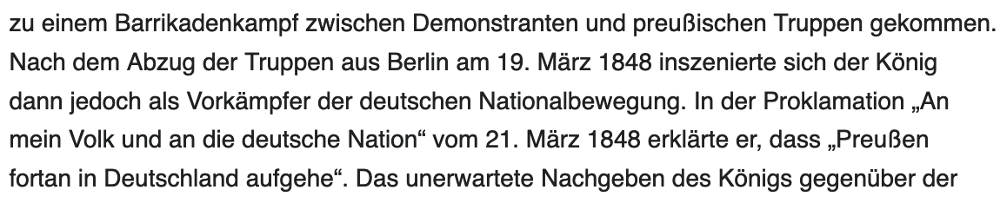 zu einem Barrikadenkampf zwischen Demonstranten und preußischen Truppen gekommen.
Nach dem Abzug der Truppen aus Berlin am 19. März 1848 inszenierte sich der König
dann jedoch als Vorkämpfer der deutschen Nationalbewegung. In der Proklamation „An
mein Volk und an die deutsche Nation“ vom 21. März 1848 erklärte er, dass „Preußen
fortan in Deutschland aufgehe“. Das unerwartete Nachgeben des Königs gegenüber der